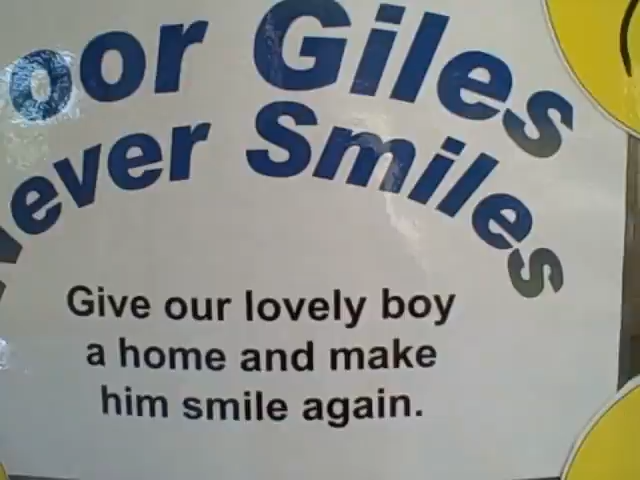 oor Giles
ever Smiles
Give our lovely boy
a home and make
him smile again.